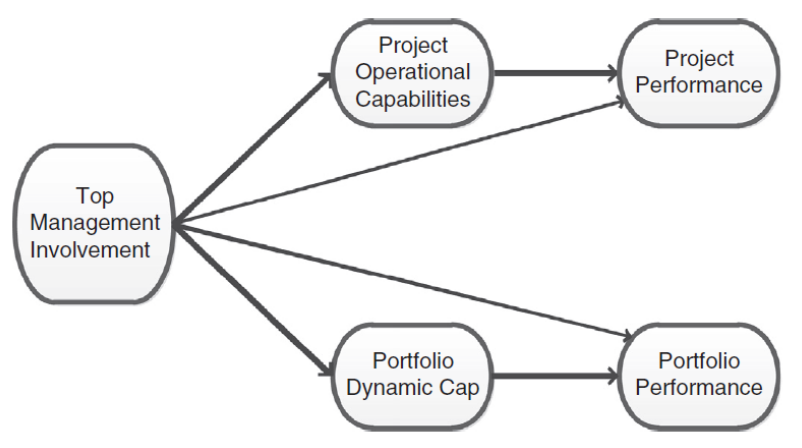 Project
Operational
Capabilities
Project
Performance
Top
Management
Involvement
Portfolio
Dynamic Cap
Portfolio
Performance